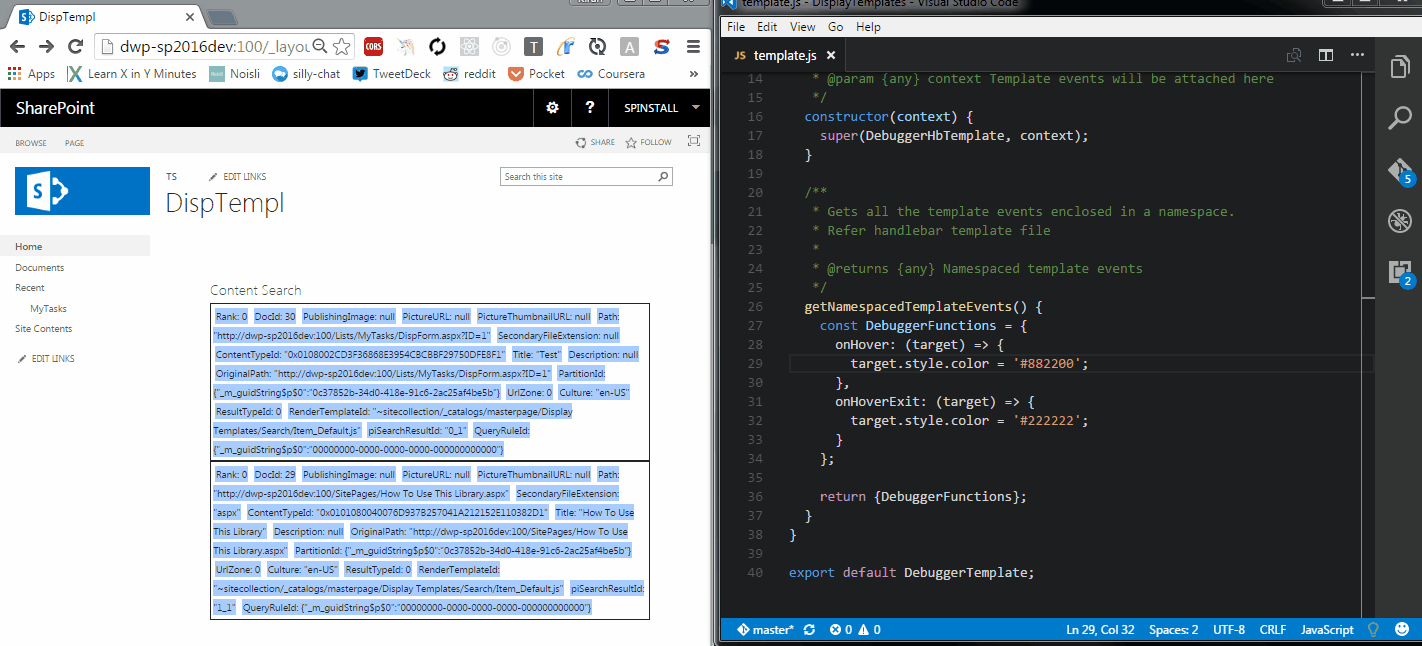 DispTempl
dwp-sp2016dev:100/_layou
CORS
T
A
S
Apps
Learn X in Y Minutes
Noisli
silly-chat
TweetDeck
reddit
Pocket
Coursera
»
SharePoint
?
SPINSTALL
BROWSE
PAGE
SHARE
FOLLOW
S
TS
EDIT LINKS
DispTempl
Search this site
Home
Documents
Recent
MyTasks
Site Contents
EDIT LINKS
Content Search
Rank: 0 DocId: 30 PublishingImage: null PictureURL: null PictureThumbnailURL: null Path:
"http://dwp-sp2016dev:100/Lists/MyTasks/DispForm.aspx?ID=1" SecondaryFileExtension: null
ContentTypeId: "0x0108002CD3F36868E3954CBCBBF29750DFE8F1" Title: "Test" Description: null
OriginalPath: "http://dwp-sp2016dev:100/Lists/MyTasks/DispForm.aspx?ID=1" PartitionId:
{"_m_guidString$p$0":"0c37852b-34d0-418e-91c6-2ac25af4be5b"} UrlZone: 0 Culture: "en-US"
ResultTypeId: 0 RenderTemplateId: "~sitecollection/_catalogs/masterpage/Display
Templates/Search/Item_Default.js" piSearchResultId: "0_1" QueryRuleId:
{"_m_guidString$p$0":"00000000-0000-0000-0000-000000000000"}
Rank: 0 DocId: 29 PublishingImage: null PictureURL: null PictureThumbnailURL: null Path:
"http://dwp-sp2016dev:100/SitePages/How To Use This Library.aspx" SecondaryFileExtension:
"aspx" ContentTypeId: "0x0101080040076D937B257041A212152E110382D1" Title: "How To Use
This Library" Description: null OriginalPath: "http://dwp-sp2016dev:100/SitePages/How To Use
This Library.aspx" PartitionId: {"_m_guidString$p$0":"0c37852b-34d0-418e-91c6-2ac25af4be5b"}
UrlZone: 0 Culture: "en-US" ResultTypeId: 0 RenderTemplateId:
"~sitecollection/_catalogs/masterpage/Display Templates/Search/Item_Default.js" piSearchResultId:
"1_1" QueryRuleId: {"_m_guidString$p$0":"00000000-0000-0000-0000-000000000000"}
template.js - DisplayTemplates - Visual Studio Code
File Edit View Go Help
JS template.js
14 * @param {any} context Template events will be attached here
15 */
16 constructor(context) {
17 super(DebuggerHbTemplate, context);
18 }
19
20 /**
21 * Gets all the template events enclosed in a namespace.
22 * Refer handlebar template file
23 *
24 * @returns {any} Namespaced template events
25 */
26 getNamespacedTemplateEvents() {
27 const DebuggerFunctions = {
28 onHover: (target) => {
29 target.style.color = '#882200';
30 },
31 onHoverExit: (target) => {
32 target.style.color = '#222222';
33 }
34 };
35
36 return {DebuggerFunctions};
37 }
38 }
39
40 export default DebuggerTemplate;
5
2
master* 0 0 Ln 29, Col 32 Spaces: 2 UTF-8 CRLF JavaScript